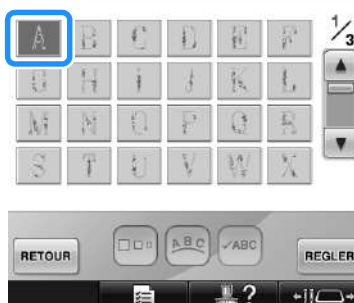 A B C D E F 1/3
G H I J K L
M N O P Q R
S T U V W X
RETOUR ABC ✓ABC REGLER
?